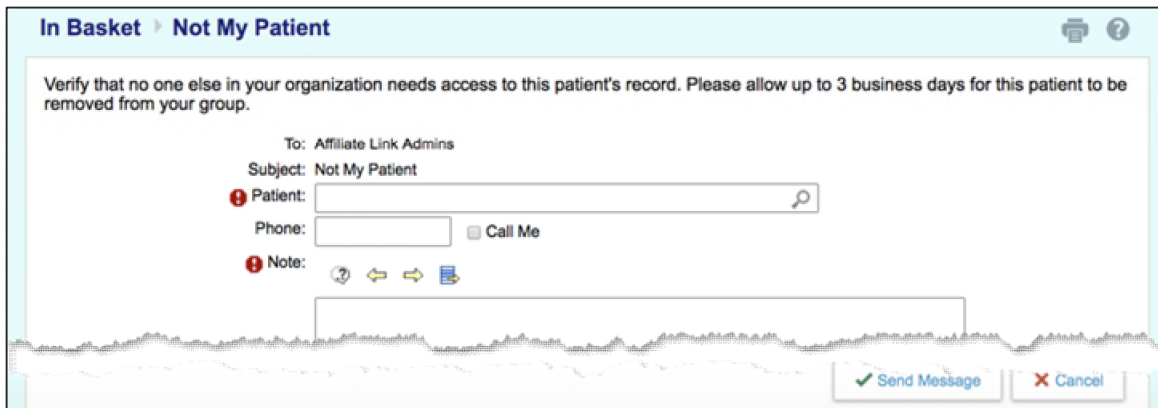 In Basket Not My Patient
Verify that no one else in your organization needs access to this patient's record. Please allow up to 3 business days for this patient to be
removed from your group.
To: Affiliate Link Admins
Subject: Not My Patient
Patient:
Phone: Call Me
Note:
Send Message Cancel